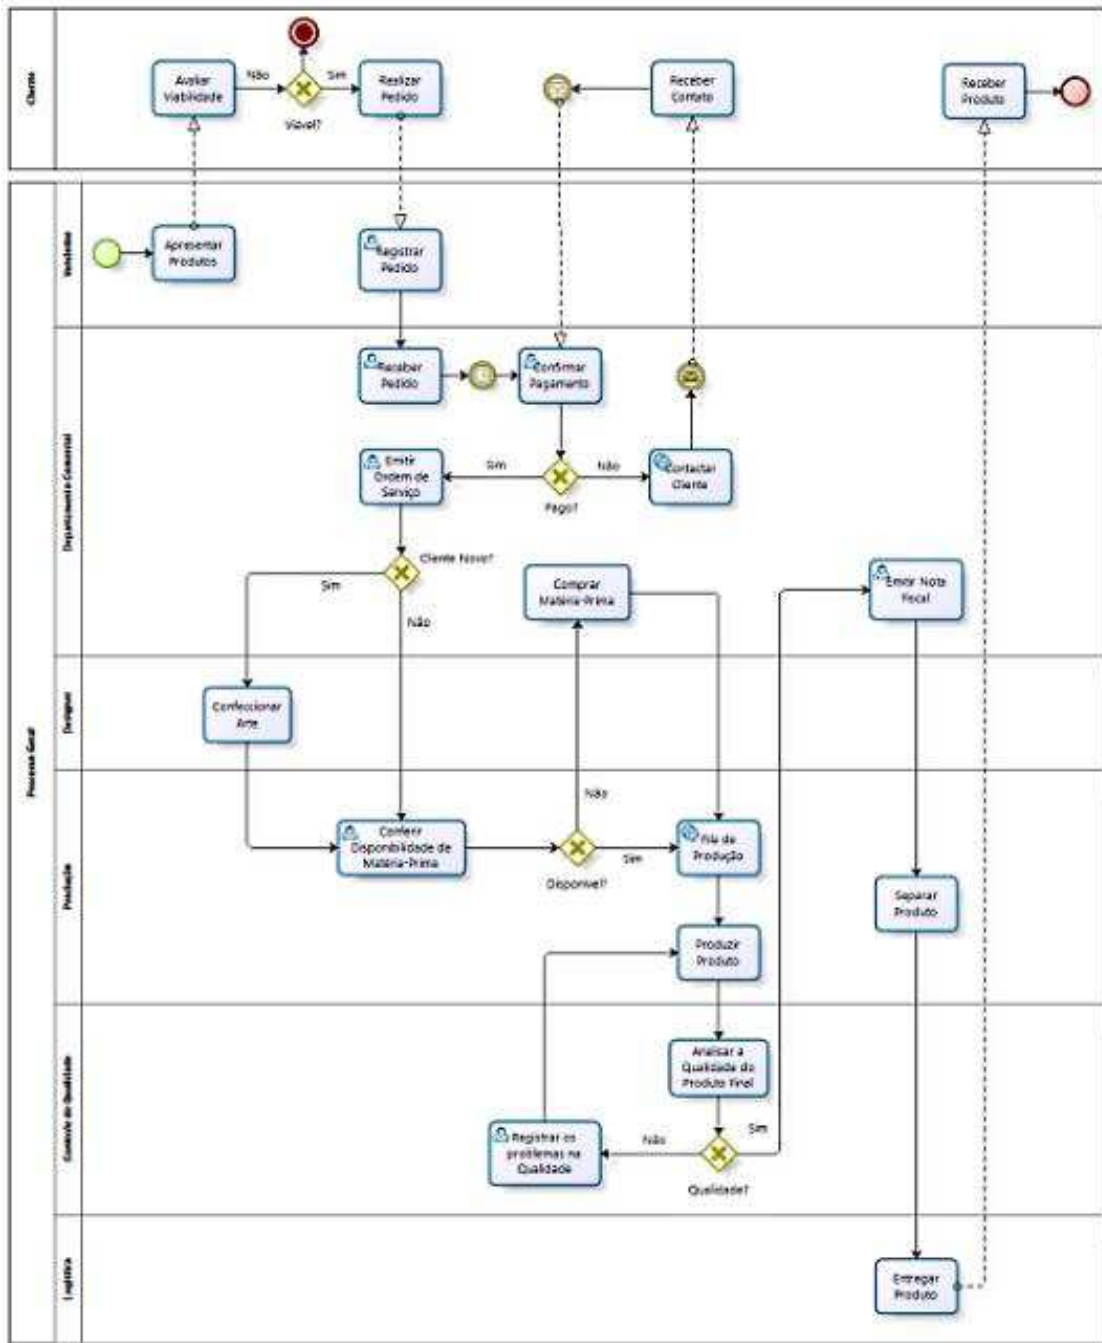 Cliente
Avaliar
Viabilidade
Não
Sim
Viavel?
Realizar
Pedido
Receber
Contato
Receber
Produto
Processo Geral
Vendedor
Apresentar
Produtos
Registrar
Pedido
Departamento Comercial
Receber
Pedido
Confirmar
Pagamento
Emitir
Ordem de
Serviço
Sim
Não
Pago?
Contactar
Cliente
Cliente Novo?
Sim
Não
Comprar
Matéria-Prima
Emitir Nota
Fiscal
Designer
Confeccionar
Arte
Produção
Não
Conferir
Disponibilidade de
Matéria-Prima
Sim
Disponivel?
Fila de
Produção
Separar
Produto
Produzir
Produto
Controle de Qualidade
Analisar a
Qualidade do
Produto Final
Registrar os
problemas na
Qualidade
Não
Sim
Qualidade?
Logística
Entregar
Produto